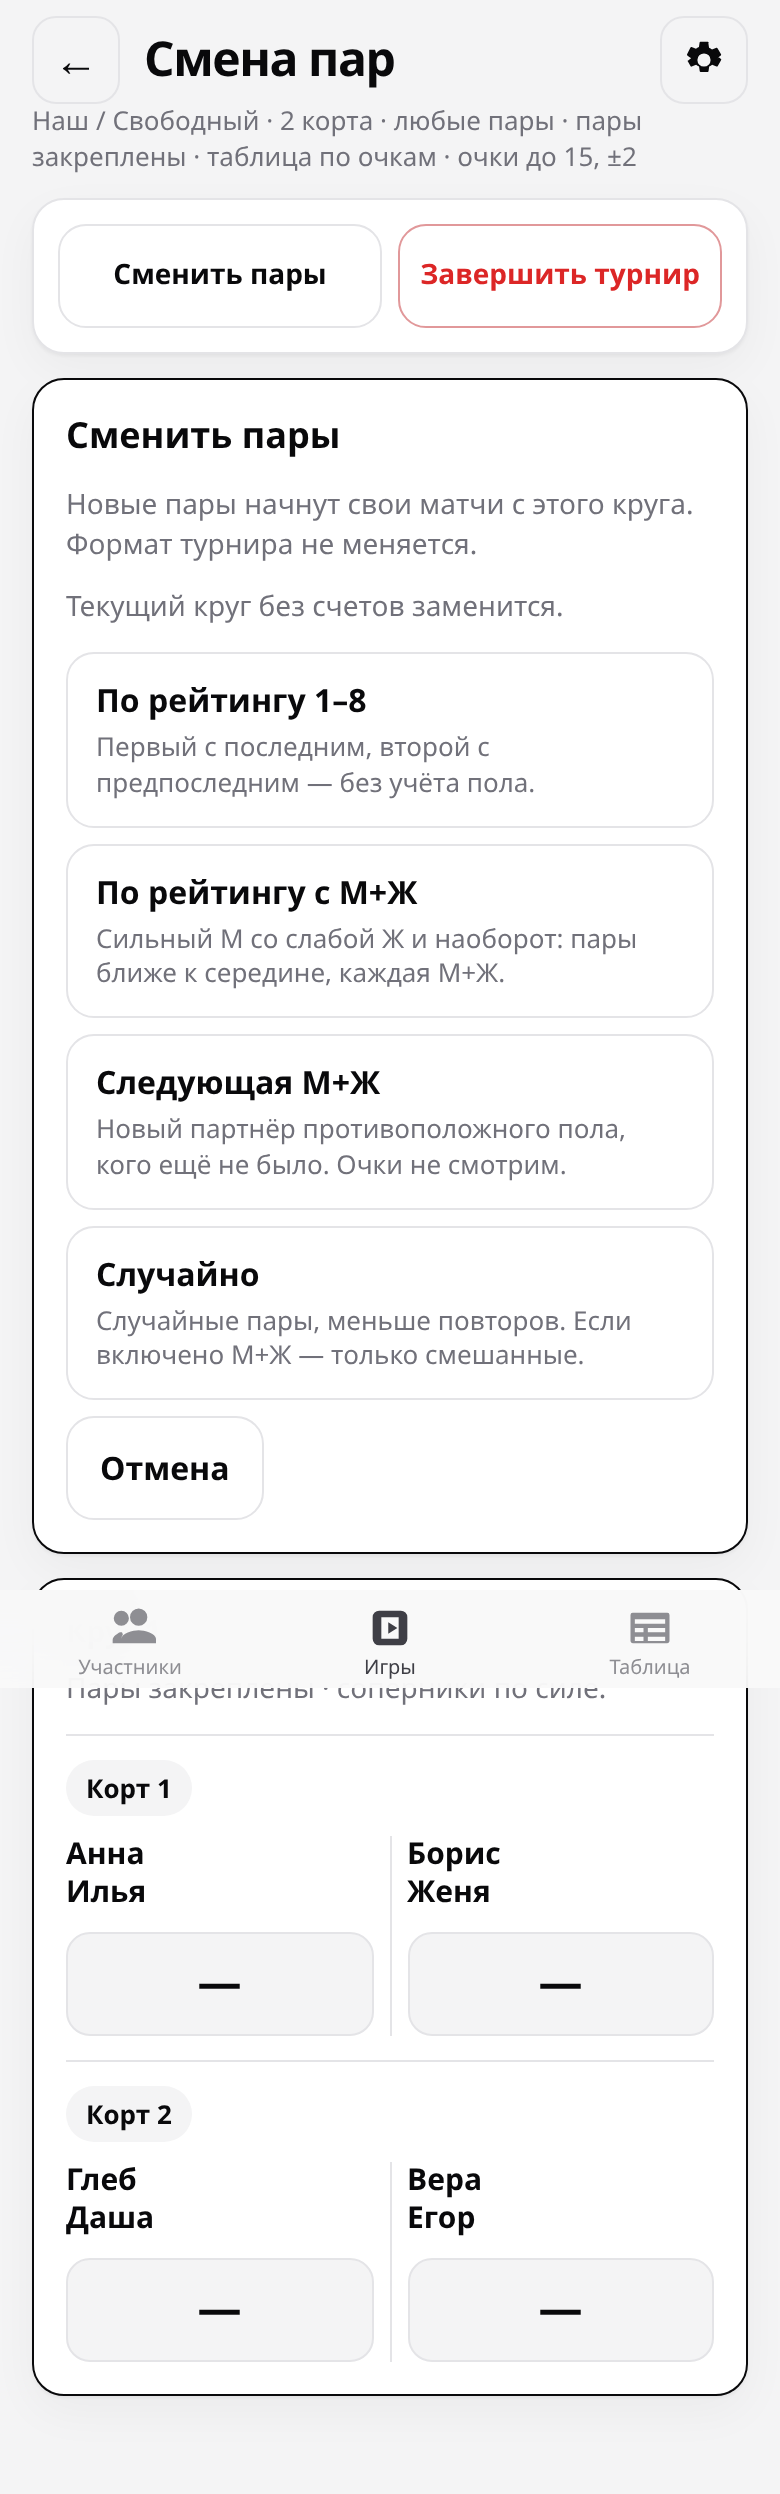 ← Смена пар
Наш / Свободный · 2 корта · любые пары · пары
закреплены · таблица по очкам · очки до 15, ±2
Сменить пары
Завершить турнир
Сменить пары
Новые пары начнут свои матчи с этого круга.
Формат турнира не меняется.
Текущий круг без счетов заменится.
По рейтингу 1–8
Первый с последним, второй с
предпоследним — без учёта пола.
По рейтингу с М+Ж
Сильный М со слабой Ж и наоборот: пары
ближе к середине, каждая М+Ж.
Следующая М+Ж
Новый партнёр противоположного пола,
кого ещё не было. Очки не смотрим.
Случайно
Случайные пары, меньше повторов. Если
включено М+Ж — только смешанные.
Отмена
Участники
Игры
Таблица
Пары закреплены · соперники по силе.
Корт 1
Анна
Илья
Борис
Женя
—
—
Корт 2
Глеб
Даша
Вера
Егор
—
—